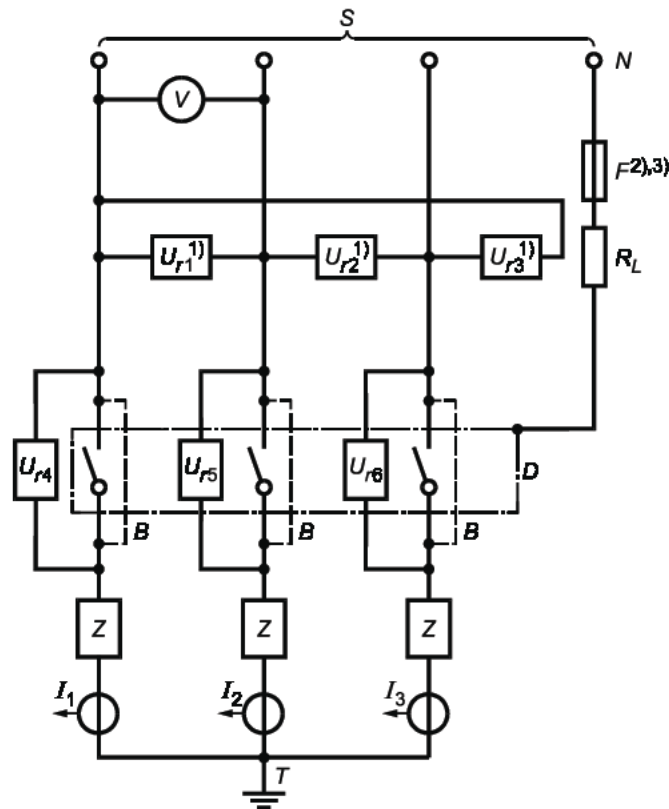 S
N
V
F2),3)
Ur1 1)
Ur2 1)
Ur3 1)
RL
Ur4
Ur5
Ur6
D
B
B
B
Z
Z
Z
I1
I2
I3
T